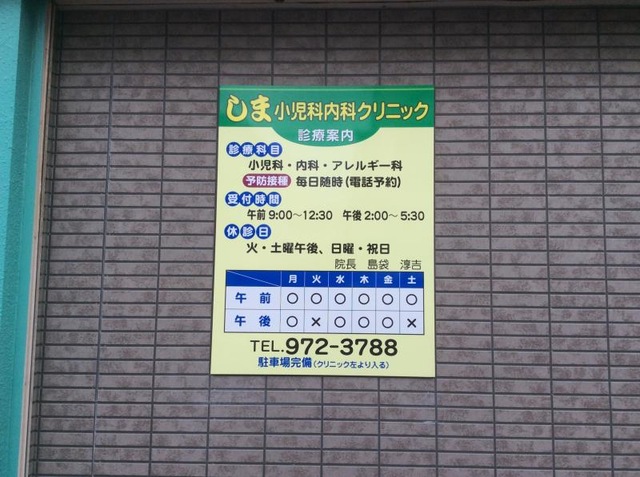 しま小児科内科クリニック
診療案内
診療科目
小児科・内科・アレルギー科
予防接種 毎日随時(電話予約)
受付時間
午前9:00〜12:30 午後2:00〜5:30
休診日
火・土曜午後、日曜・祝日
院長 島袋 淳吉
月 火 水 木 金 土
午前 ○ ○ ○ ○ ○ ○
午後 ○ × ○ ○ ○ ×
TEL.972-3788
駐車場完備(クリニック左より入る)